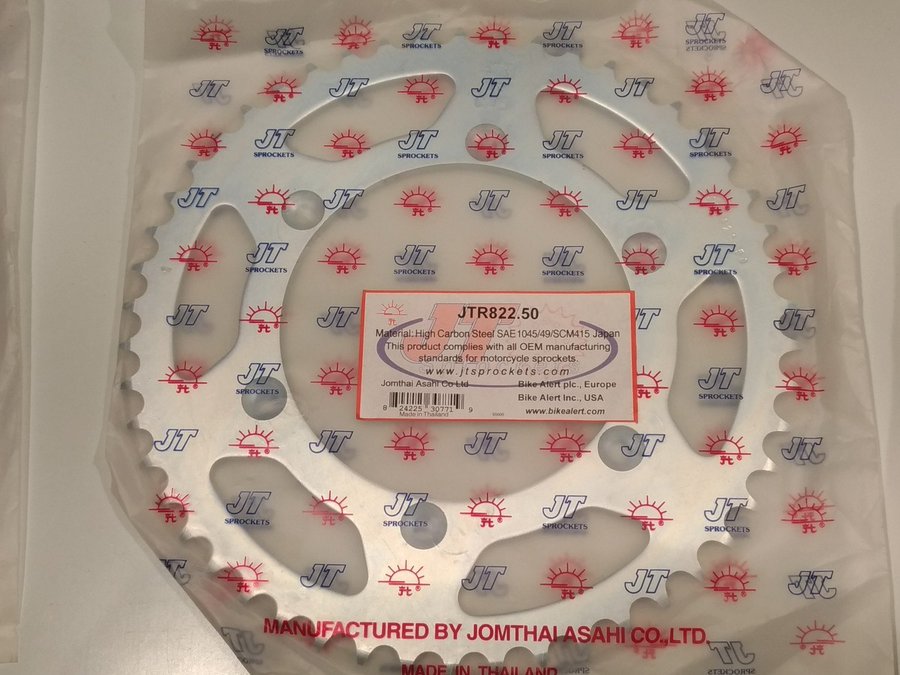 JTR822.50
Material: High Carbon Steel SAE1045/49/SCM415 Japan
This product complies with all OEM manufacturing
standards for motorcycle sprockets.
www.jtsprockets.com
Jomthai Asahi Co Ltd Bike Alert plc., Europe
Bike Alert Inc., USA
8 24225 30771 9
Made in Thailand www.bikealert.com
JT
SPROCKETS
jt®
MANUFACTURED BY JOMTHAI ASAHI CO.,LTD.
MADE IN THAILAND